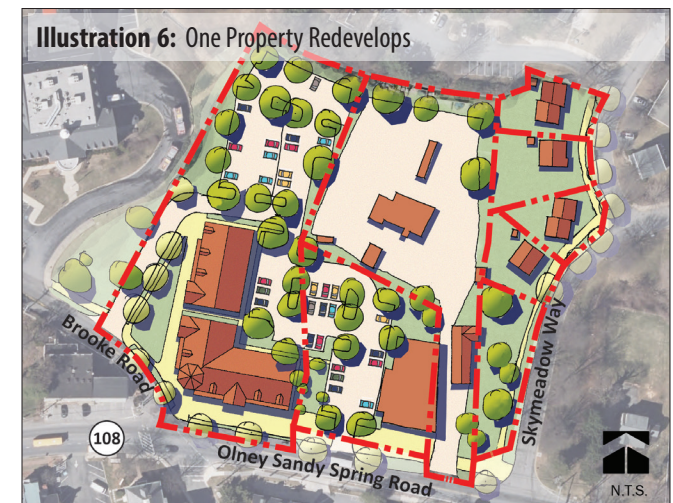 Illustration 6: One Property Redevelops
Brooke Road
108
Olney Sandy Spring Road
Skymeadow Way
N.T.S.